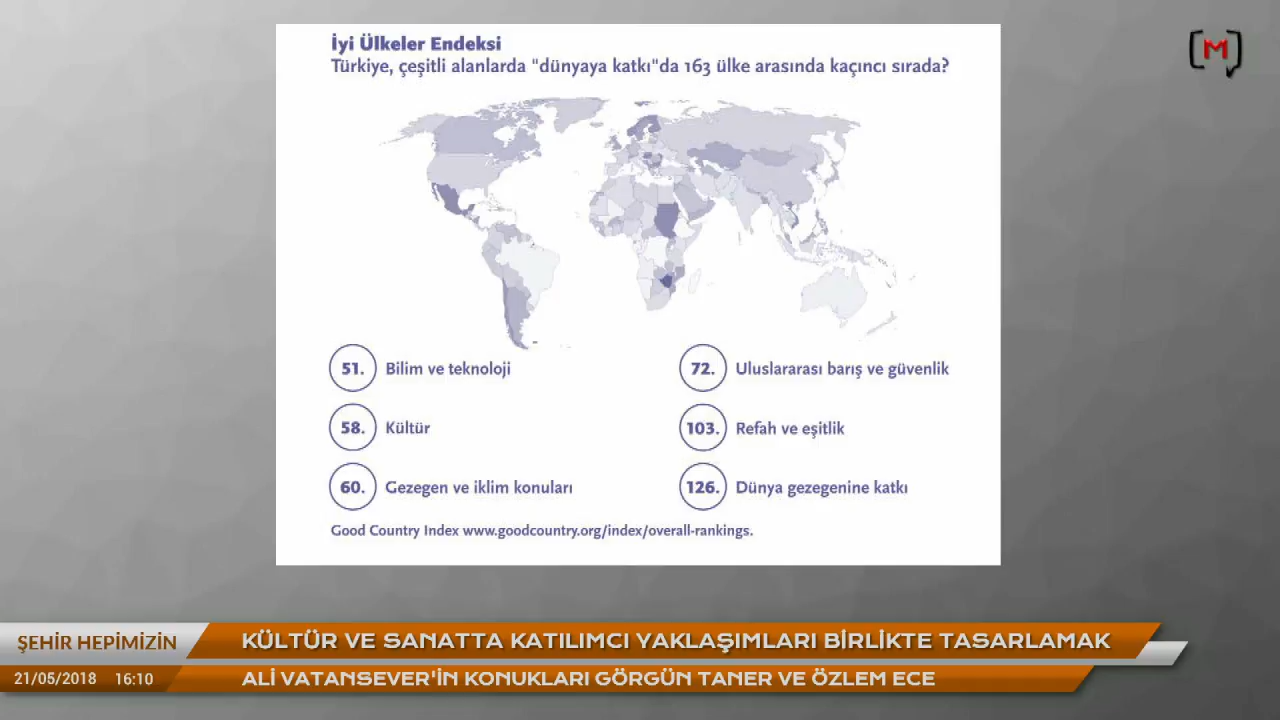 İyi Ülkeler Endeksi
Türkiye, çeşitli alanlarda "dünyaya katkı"da 163 ülke arasında kaçıncı sırada?
M
51. Bilim ve teknoloji
72. Uluslararası barış ve güvenlik
58. Kültür
103. Refah ve eşitlik
60. Gezegen ve iklim konuları
126. Dünya gezegenine katkı
Good Country Index www.goodcountry.org/index/overall-rankings.
ŞEHİR HEPİMİZİN
KÜLTÜR VE SANATTA KATILIMCI YAKLAŞIMLARI BİRLİKTE TASARLAMAK
21/05/2018 16:10
ALİ VATANSEVER'İN KONUKLARI GÖRGÜN TANER VE ÖZLEM ECE